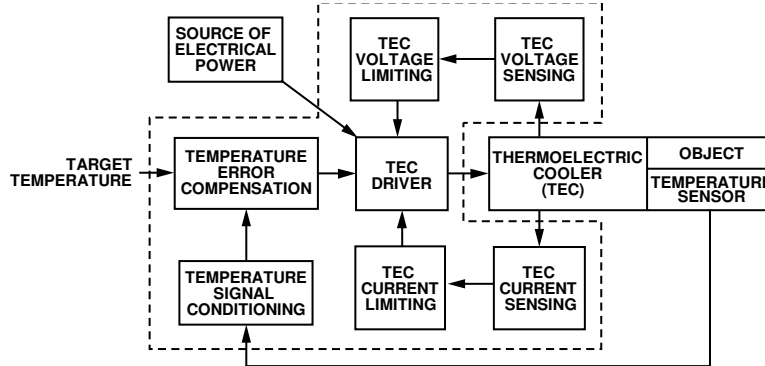 SOURCE OF
ELECTRICAL
POWER
TEC
VOLTAGE
LIMITING
TEC
VOLTAGE
SENSING
TARGET
TEMPERATURE
TEMPERATURE
ERROR
COMPENSATION
TEC
DRIVER
THERMOELECTRIC
COOLER
(TEC)
OBJECT
TEMPERATURE
SENSOR
TEMPERATURE
SIGNAL
CONDITIONING
TEC
CURRENT
LIMITING
TEC
CURRENT
SENSING